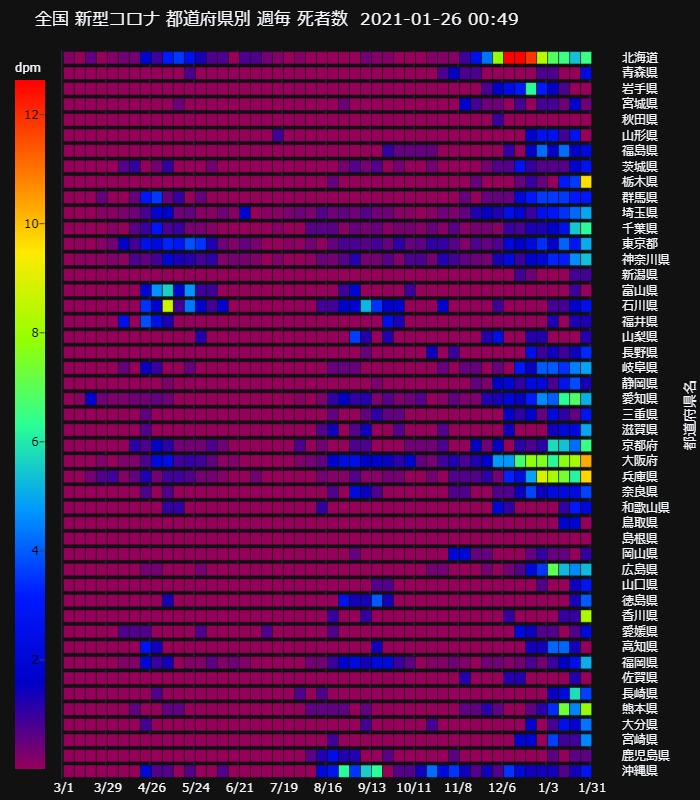 全国 新型コロナ 都道府県別 週毎 死者数 2021-01-26 00:49
dpm
12
10
8
6
4
2
北海道
青森県
岩手県
宮城県
秋田県
山形県
福島県
茨城県
栃木県
群馬県
埼玉県
千葉県
東京都
神奈川県
新潟県
富山県
石川県
福井県
山梨県
長野県
岐阜県
静岡県
愛知県
三重県
滋賀県
京都府
大阪府
兵庫県
奈良県
和歌山県
鳥取県
島根県
岡山県
広島県
山口県
徳島県
香川県
愛媛県
高知県
福岡県
佐賀県
長崎県
熊本県
大分県
宮崎県
鹿児島県
沖縄県
都道府県名
3/1 3/29 4/26 5/24 6/21 7/19 8/16 9/13 10/11 11/8 12/6 1/3 1/31